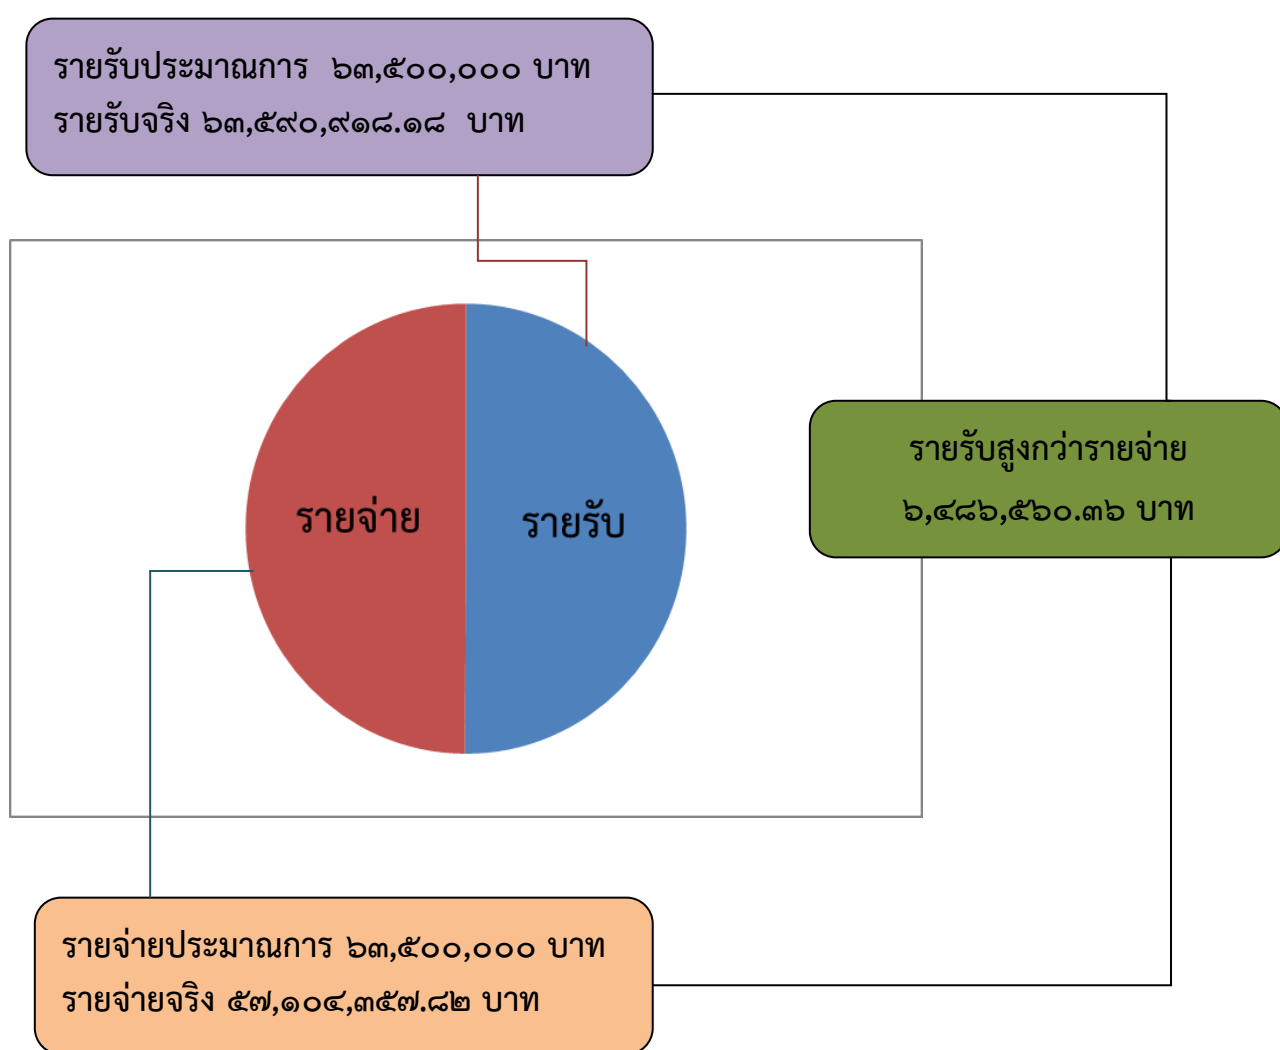 รายรับประมาณการ ๖๓,๕๐๐,๐๐๐ บาท
รายรับจริง ๖๓,๕๙๐,๙๑๘.๑๘ บาท
รายจ่าย
รายรับ
รายรับสูงกว่ารายจ่าย
๖,๔๘๖,๕๖๐.๓๖ บาท
รายจ่ายประมาณการ ๖๓,๕๐๐,๐๐๐ บาท
รายจ่ายจริง ๕๗,๑๐๔,๓๕๗.๘๒ บาท